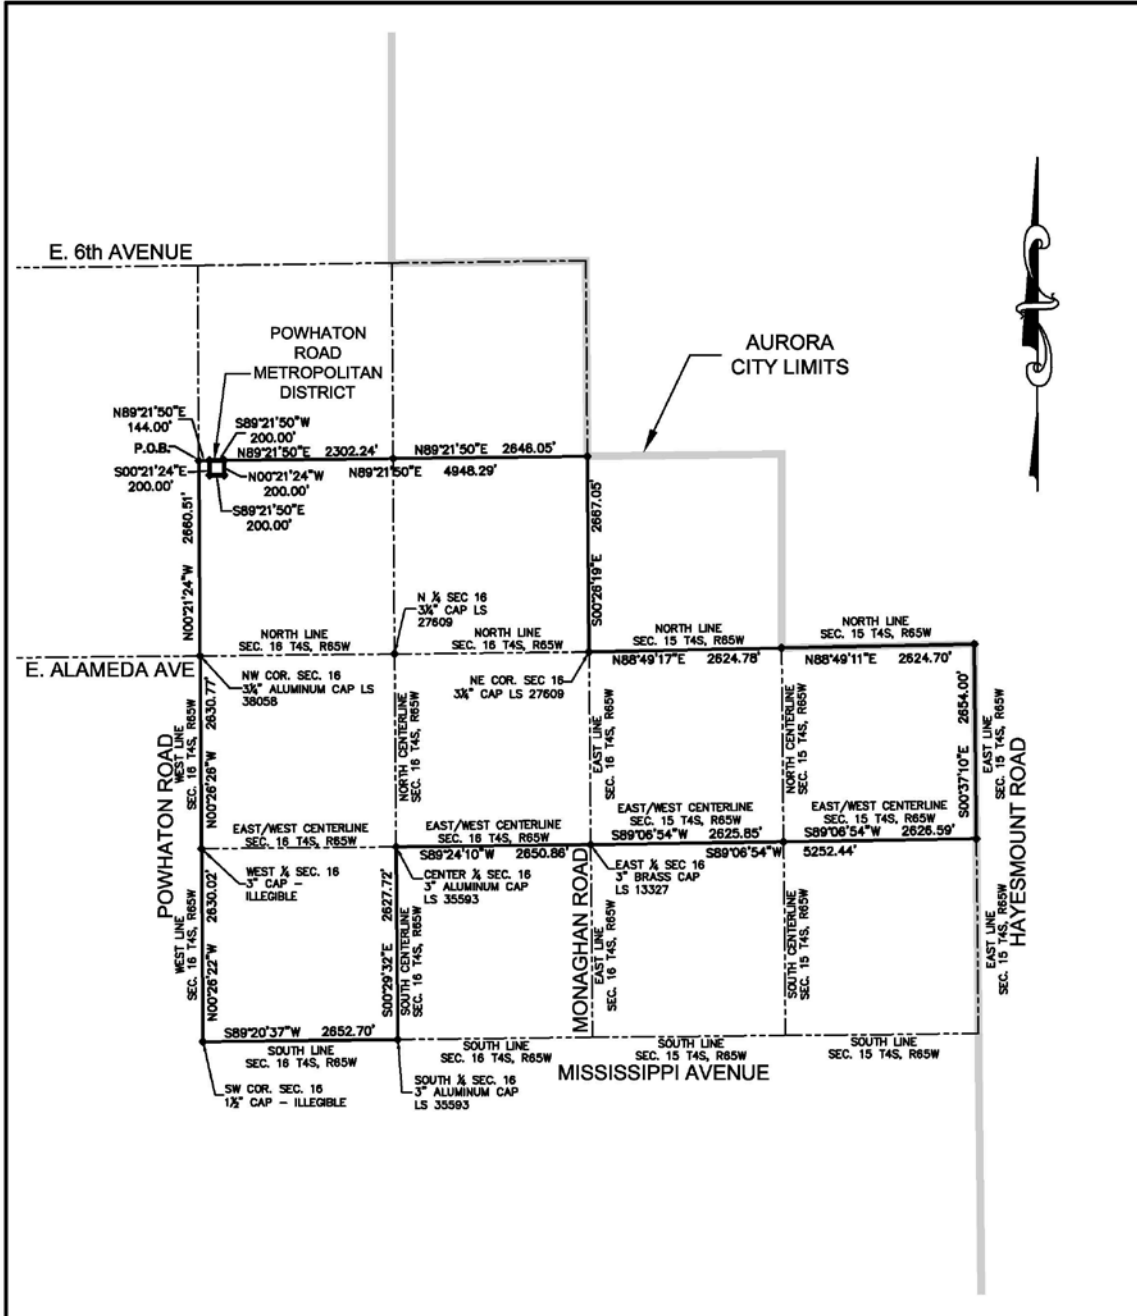 E. 6th AVENUE
POWHATON
ROAD
METROPOLITAN
DISTRICT
AURORA
CITY LIMITS
N89°21'50"E
144.00'
P.O.B.
S00°21'24"E
200.00'
S89°21'50"W
200.00'
N89°21'50"E 2302.24'
N89°21'50"E 2646.05'
N00°21'24"W
200.00'
N89°21'50"E 4948.29'
S89°21'50"E
200.00'
N00°21'24"W 2660.51'
S00°26'19"E 2667.05'
N ¼ SEC 16
3¼" CAP LS
27609
NORTH LINE
SEC. 16 T4S, R65W
NORTH LINE
SEC. 16 T4S, R65W
NORTH LINE
SEC. 15 T4S, R65W
NORTH LINE
SEC. 15 T4S, R65W
E. ALAMEDA AVE
N88°49'17"E 2624.78'
N88°49'11"E 2624.70'
NW COR. SEC. 16
3¼" ALUMINUM CAP LS
38058
NE COR. SEC 16
3¼" CAP LS 27609
POWHATON ROAD
WEST LINE
SEC. 16 T4S, R65W
N00°26'26"W 2630.77'
NORTH CENTERLINE
SEC. 16 T4S, R65W
EAST LINE
SEC. 16 T4S, R65W
NORTH CENTERLINE
SEC. 15 T4S, R65W
S00°37'10"E 2654.00'
EAST LINE
SEC. 15 T4S, R65W
HAYESMOUNT ROAD
EAST/WEST CENTERLINE
SEC. 16 T4S, R65W
EAST/WEST CENTERLINE
SEC. 16 T4S, R65W
EAST/WEST CENTERLINE
SEC. 15 T4S, R65W
EAST/WEST CENTERLINE
SEC. 15 T4S, R65W
S89°24'10"W 2650.86'
S89°06'54"W 2625.85'
S89°06'54"W 2626.59'
S89°06'54"W 5252.44'
WEST ¼ SEC. 16
3" CAP –
ILLEGIBLE
CENTER ¼ SEC. 16
3" ALUMINUM CAP
LS 35593
EAST ¼ SEC 16
3" BRASS CAP
LS 13327
WEST LINE
SEC. 16 T4S, R65W
N00°26'22"W 2630.02'
S00°29'32"E 2627.72'
SOUTH CENTERLINE
SEC. 16 T4S, R65W
MONAGHAN ROAD
EAST LINE
SEC. 16 T4S, R65W
SOUTH CENTERLINE
SEC. 15 T4S, R65W
EAST LINE
SEC. 15 T4S, R65W
S89°20'37"W 2652.70'
SOUTH LINE
SEC. 16 T4S, R65W
SOUTH LINE
SEC. 16 T4S, R65W
SOUTH LINE
SEC. 15 T4S, R65W
SOUTH LINE
SEC. 15 T4S, R65W
MISSISSIPPI AVENUE
SW COR. SEC. 16
1½" CAP – ILLEGIBLE
SOUTH ¼ SEC. 16
3" ALUMINUM CAP
LS 35593